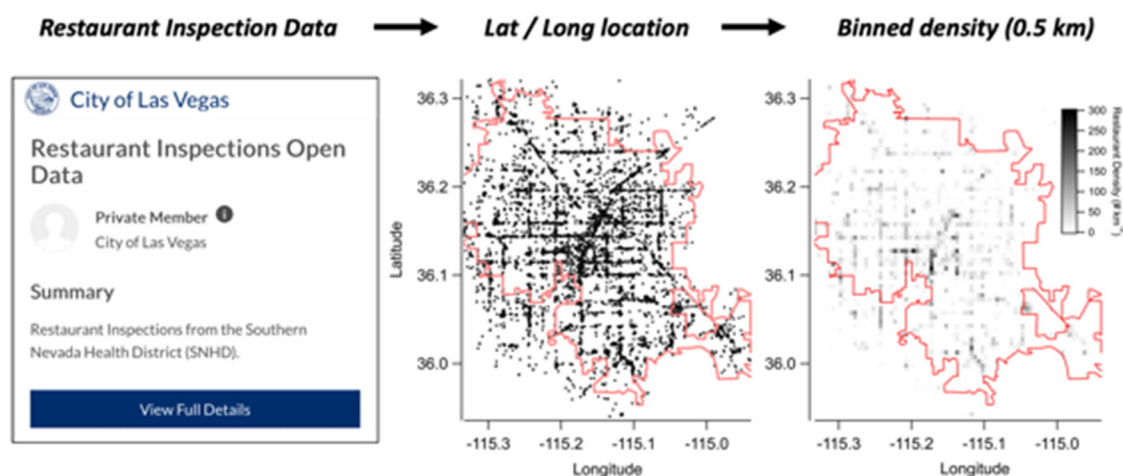 Restaurant Inspection Data
Lat / Long location
Binned density (0.5 km)
City of Las Vegas
Restaurant Inspections Open
Data
Private Member i
City of Las Vegas
Summary
Restaurant Inspections from the Southern
Nevada Health District (SNHD).
View Full Details
Latitude
36.3
36.2
36.1
36.0
-115.3 -115.2 -115.1 -115.0
Longitude
36.3
36.2
36.1
36.0
-115.3 -115.2 -115.1 -115.0
Longitude
300
250
200
150
100
50
0
Restaurant Density (# km⁻²)